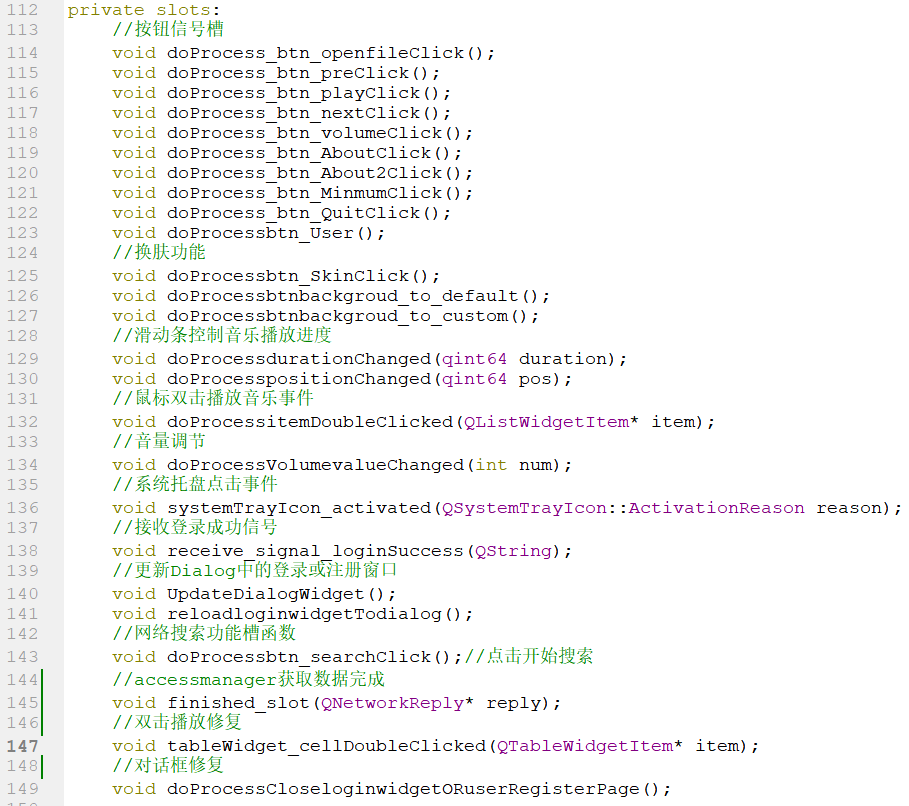 112 private slots:
113 //按钮信号槽
114 void doProcess_btn_openfileClick();
115 void doProcess_btn_preClick();
116 void doProcess_btn_playClick();
117 void doProcess_btn_nextClick();
118 void doProcess_btn_volumeClick();
119 void doProcess_btn_AboutClick();
120 void doProcess_btn_About2Click();
121 void doProcess_btn_MinmumClick();
122 void doProcess_btn_QuitClick();
123 void doProcessbtn_User();
124 //换肤功能
125 void doProcessbtn_SkinClick();
126 void doProcessbtnbackgroud_to_default();
127 void doProcessbtnbackgroud_to_custom();
128 //滑动条控制音乐播放进度
129 void doProcessdurationChanged(qint64 duration);
130 void doProcesspositionChanged(qint64 pos);
131 //鼠标双击播放音乐事件
132 void doProcessitemDoubleClicked(QListWidgetItem* item);
133 //音量调节
134 void doProcessVolumevalueChanged(int num);
135 //系统托盘点击事件
136 void systemTrayIcon_activated(QSystemTrayIcon::ActivationReason reason);
137 //接收登录成功信号
138 void receive_signal_loginSuccess(QString);
139 //更新Dialog中的登录或注册窗口
140 void UpdateDialogWidget();
141 void reloadloginwidgetTodialog();
142 //网络搜索功能槽函数
143 void doProcessbtn_searchClick();//点击开始搜索
144 //accessmanager获取数据完成
145 void finished_slot(QNetworkReply* reply);
146 //双击播放修复
147 void tableWidget_cellDoubleClicked(QTableWidgetItem* item);
148 //对话框修复
149 void doProcessCloseloginwidgetORuserRegisterPage();